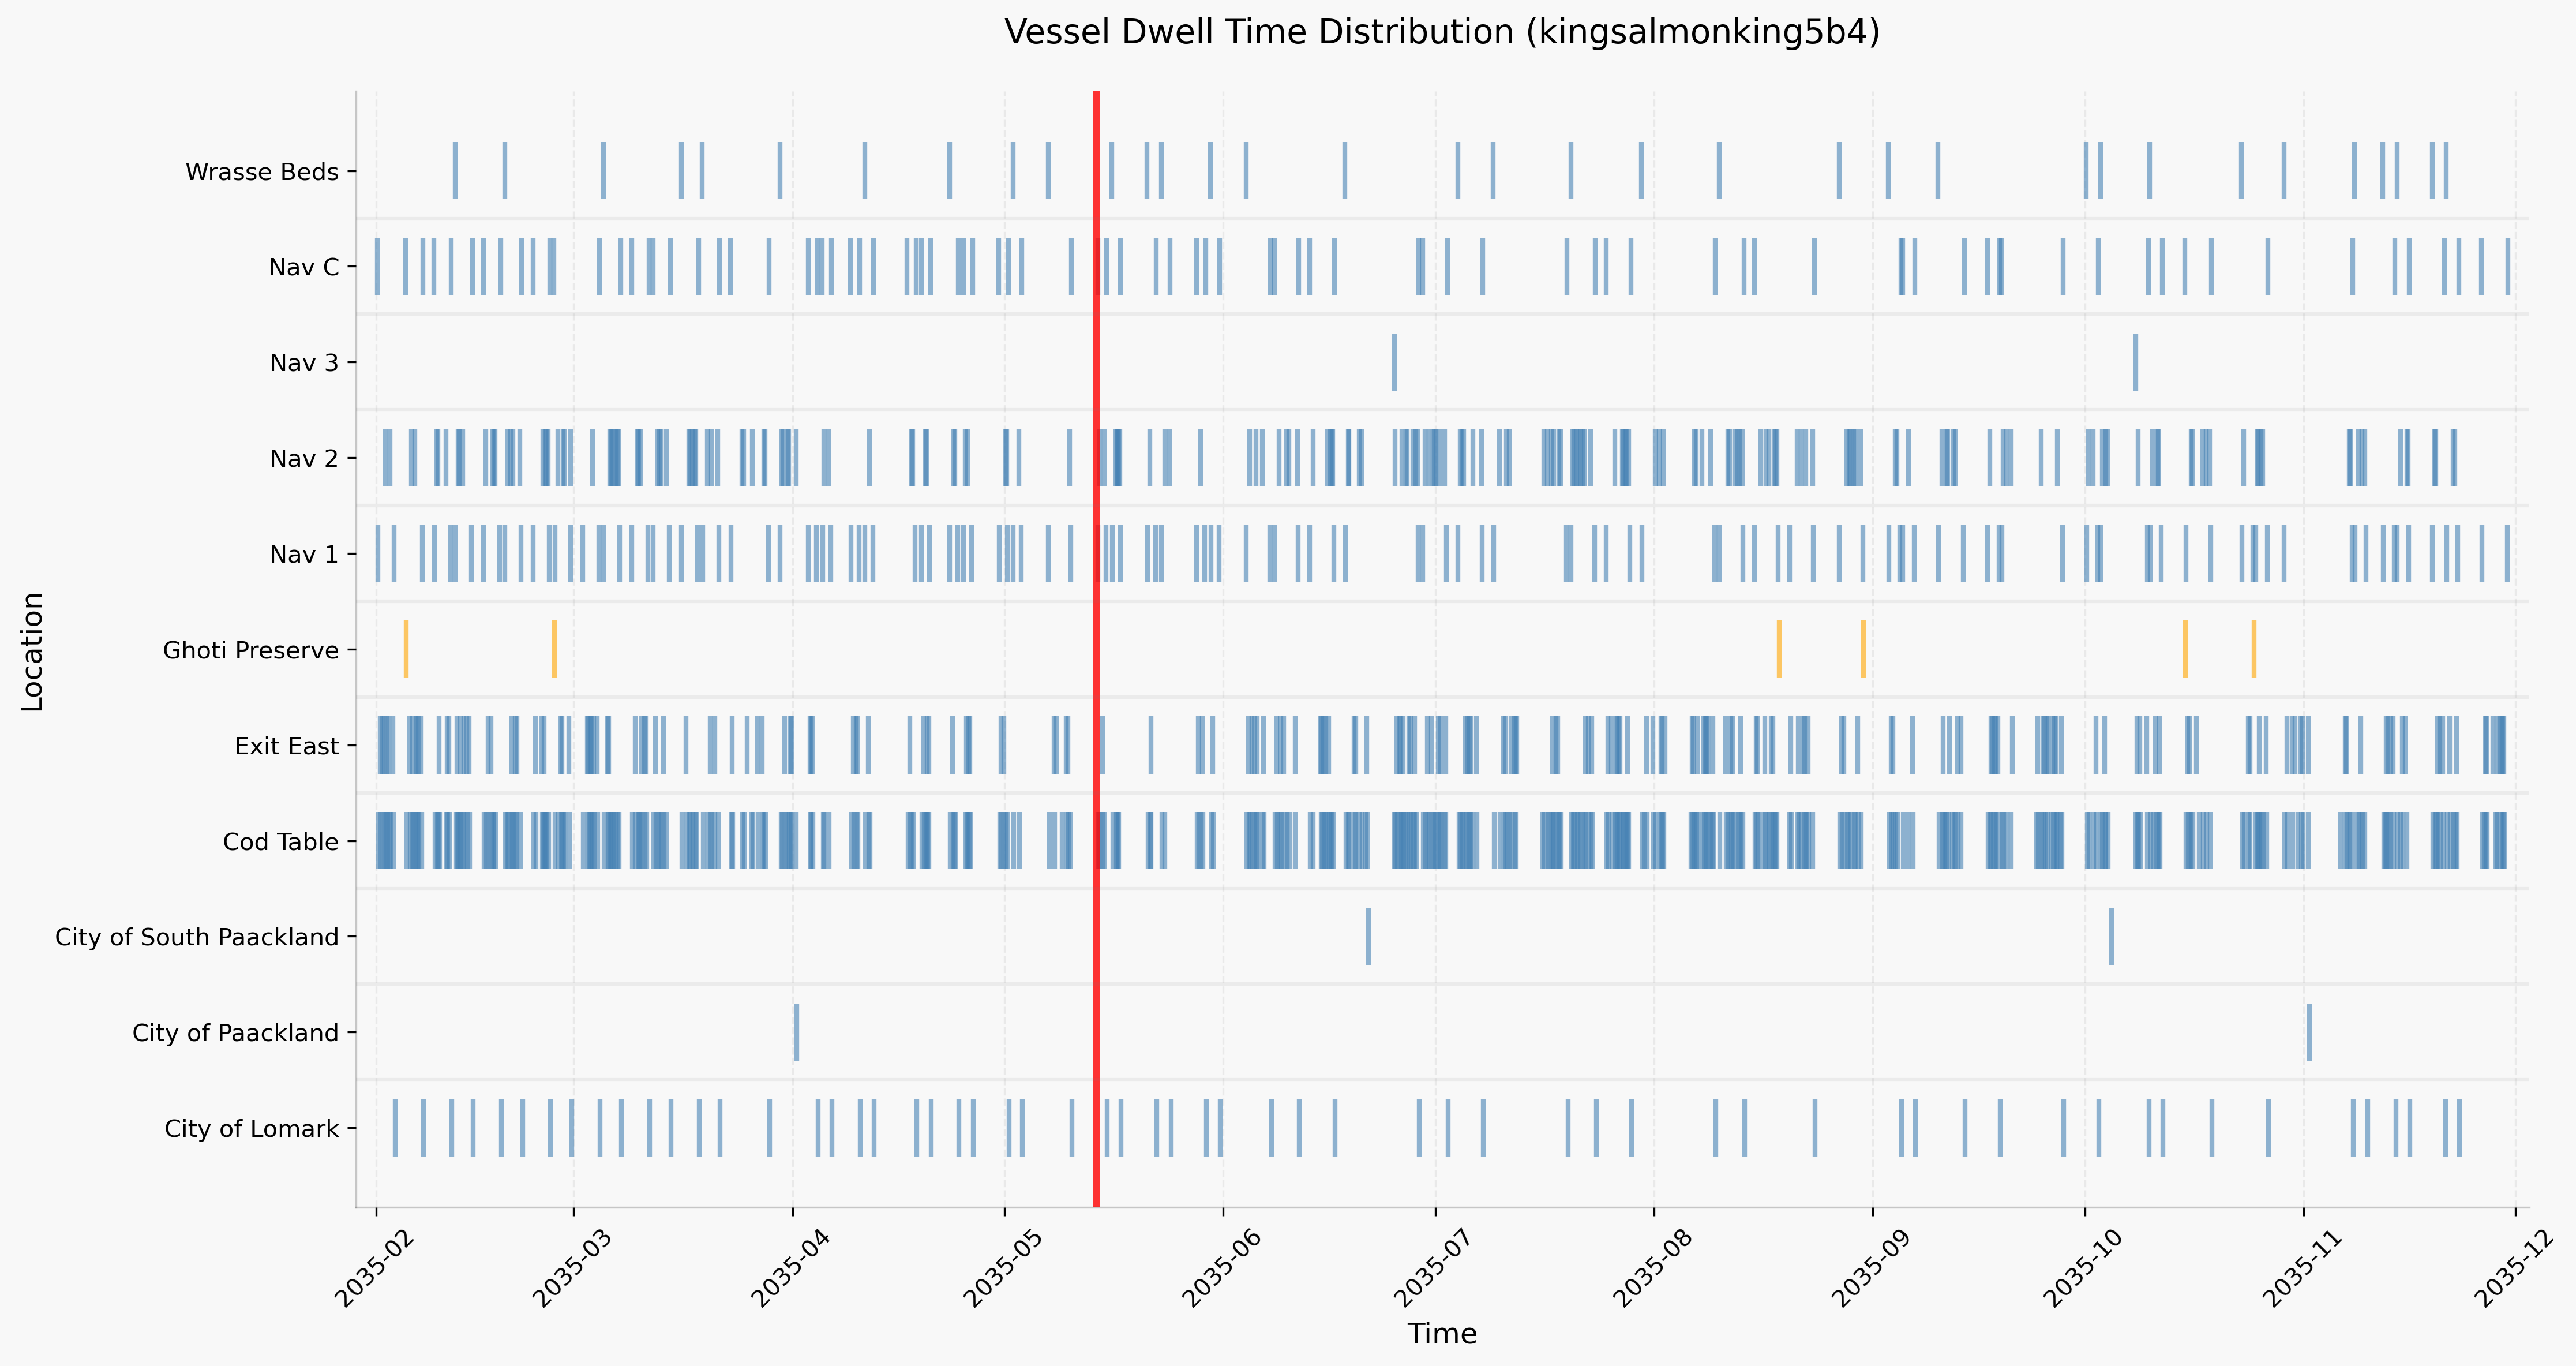 Vessel Dwell Time Distribution (kingsalmonking5b4)
Location
Wrasse Beds
Nav C
Nav 3
Nav 2
Nav 1
Ghoti Preserve
Exit East
Cod Table
City of South Paackland
City of Paackland
City of Lomark
2035-02
2035-03
2035-04
2035-05
2035-06
2035-07
2035-08
2035-09
2035-10
2035-11
2035-12
Time